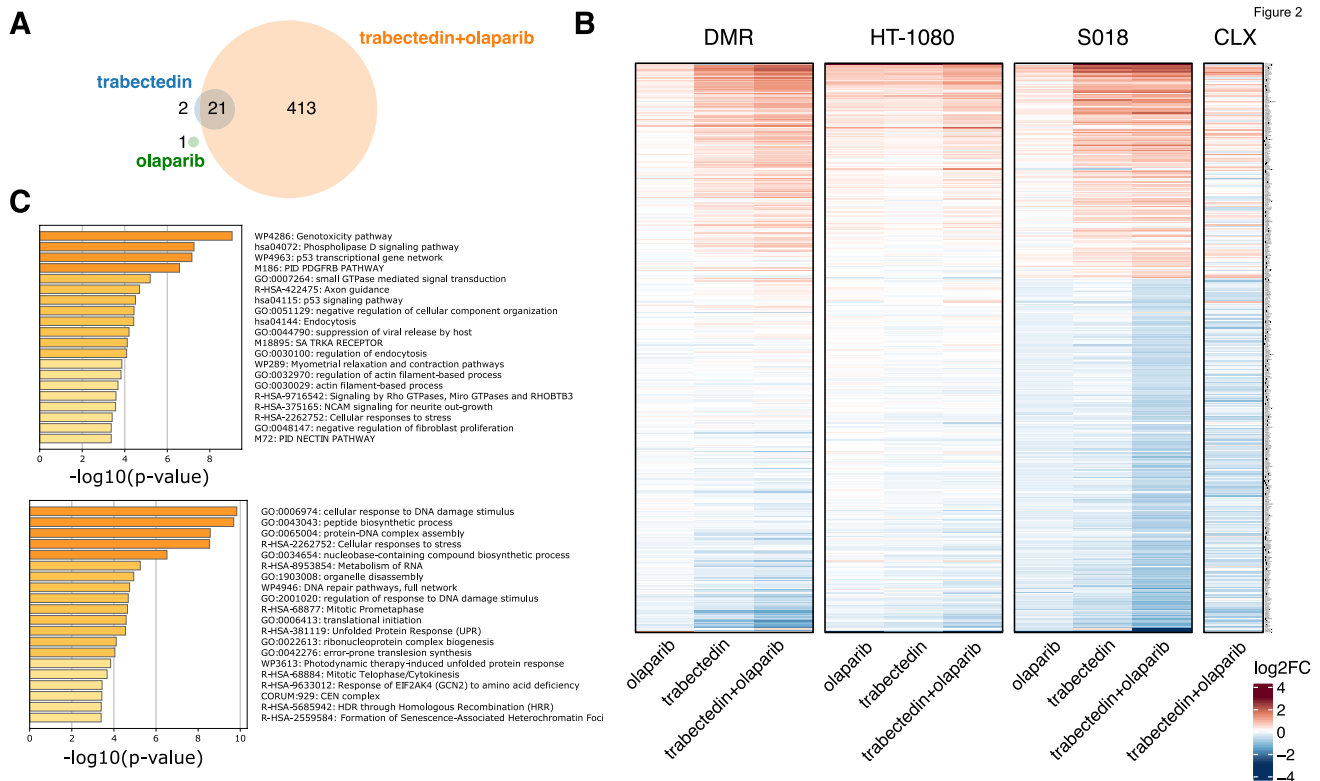 Figure 2
A
trabectedin+olaparib
trabectedin
2
21
413
1
olaparib
B
DMR
HT-1080
S018
CLX
olaparib
trabectedin
trabectedin+olaparib
olaparib
trabectedin
trabectedin+olaparib
olaparib
trabectedin
trabectedin+olaparib
trabectedin+olaparib
log2FC
4
2
0
−2
−4
C
WP4286: Genotoxicity pathway
hsa04072: Phospholipase D signaling pathway
WP4963: p53 transcriptional gene network
M186: PID PDGFRB PATHWAY
GO:0007264: small GTPase mediated signal transduction
R-HSA-422475: Axon guidance
hsa04115: p53 signaling pathway
GO:0051129: negative regulation of cellular component organization
hsa04144: Endocytosis
GO:0044790: suppression of viral release by host
M18895: SA TRKA RECEPTOR
GO:0030100: regulation of endocytosis
WP289: Myometrial relaxation and contraction pathways
GO:0032970: regulation of actin filament-based process
GO:0030029: actin filament-based process
R-HSA-9716542: Signaling by Rho GTPases, Miro GTPases and RHOBTB3
R-HSA-375165: NCAM signaling for neurite out-growth
R-HSA-2262752: Cellular responses to stress
GO:0048147: negative regulation of fibroblast proliferation
M72: PID NECTIN PATHWAY
0 2 4 6 8
-log10(p-value)
GO:0006974: cellular response to DNA damage stimulus
GO:0043043: peptide biosynthetic process
GO:0065004: protein-DNA complex assembly
R-HSA-2262752: Cellular responses to stress
GO:0034654: nucleobase-containing compound biosynthetic process
R-HSA-8953854: Metabolism of RNA
GO:1903008: organelle disassembly
WP4946: DNA repair pathways, full network
GO:2001020: regulation of response to DNA damage stimulus
R-HSA-68877: Mitotic Prometaphase
GO:0006413: translational initiation
R-HSA-381119: Unfolded Protein Response (UPR)
GO:0022613: ribonucleoprotein complex biogenesis
GO:0042276: error-prone translesion synthesis
WP3613: Photodynamic therapy-induced unfolded protein response
R-HSA-68884: Mitotic Telophase/Cytokinesis
R-HSA-9633012: Response of EIF2AK4 (GCN2) to amino acid deficiency
CORUM:929: CEN complex
R-HSA-5685942: HDR through Homologous Recombination (HRR)
R-HSA-2559584: Formation of Senescence-Associated Heterochromatin Foci
0 2 4 6 8 10
-log10(p-value)